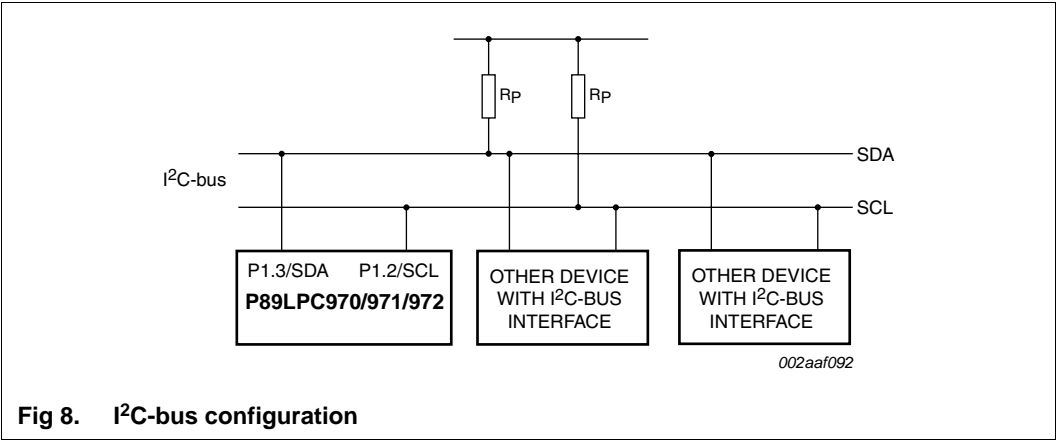 RP
RP
SDA
I2C-bus
SCL
P1.3/SDA P1.2/SCL
P89LPC970/971/972
OTHER DEVICE
WITH I2C-BUS
INTERFACE
OTHER DEVICE
WITH I2C-BUS
INTERFACE
002aaf092
Fig 8. I2C-bus configuration